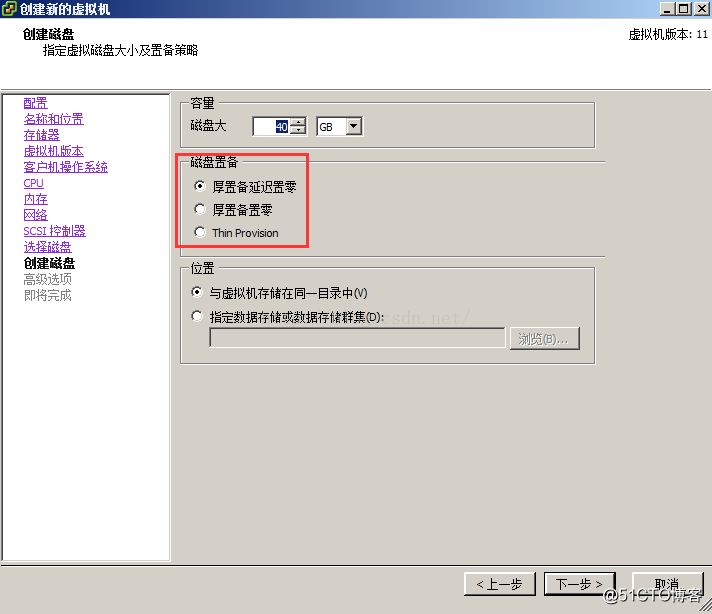 创建新的虚拟机
创建磁盘
指定虚拟磁盘大小及置备策略
虚拟机版本: 11
配置
名称和位置
存储器
虚拟机版本
客户机操作系统
CPU
内存
网络
SCSI 控制器
选择磁盘
创建磁盘
高级选项
即将完成
容量
磁盘大
40
GB
磁盘置备
厚置备延迟置零
厚置备置零
Thin Provision
位置
与虚拟机存储在同一目录中(V)
指定数据存储或数据存储群集(D):
csdn.net/
浏览(B)...
< 上一步
下一步 >
取消
@51CTO博客